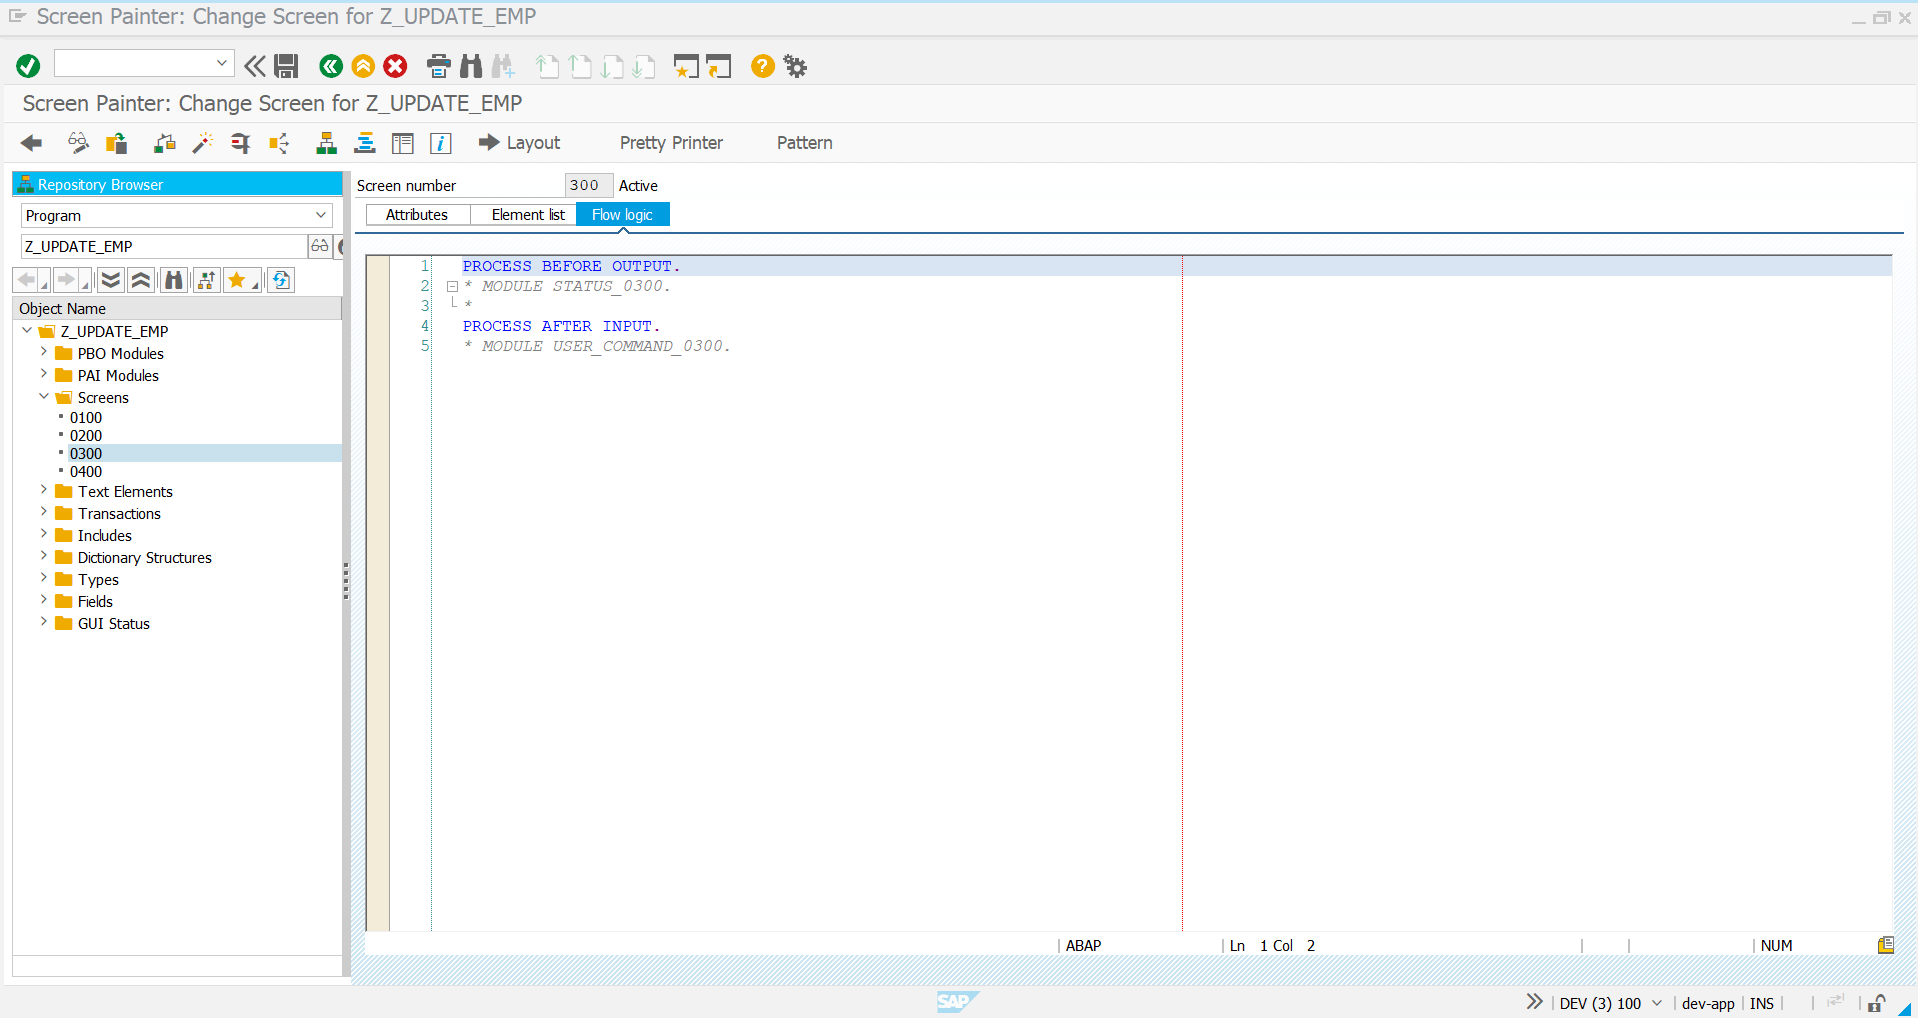 Screen Painter: Change Screen for Z_UPDATE_EMP
Screen Painter: Change Screen for Z_UPDATE_EMP
Layout Pretty Printer Pattern
Repository Browser
Program
Z_UPDATE_EMP
Object Name
Z_UPDATE_EMP
PBO Modules
PAI Modules
Screens
0100
0200
0300
0400
Text Elements
Transactions
Includes
Dictionary Structures
Types
Fields
GUI Status
Screen number 300 Active
Attributes Element list Flow logic
1 PROCESS BEFORE OUTPUT.
2 * MODULE STATUS_0300.
3 *
4 PROCESS AFTER INPUT.
5 * MODULE USER_COMMAND_0300.
ABAP Ln 1 Col 2 NUM
SAP DEV (3) 100 dev-app INS